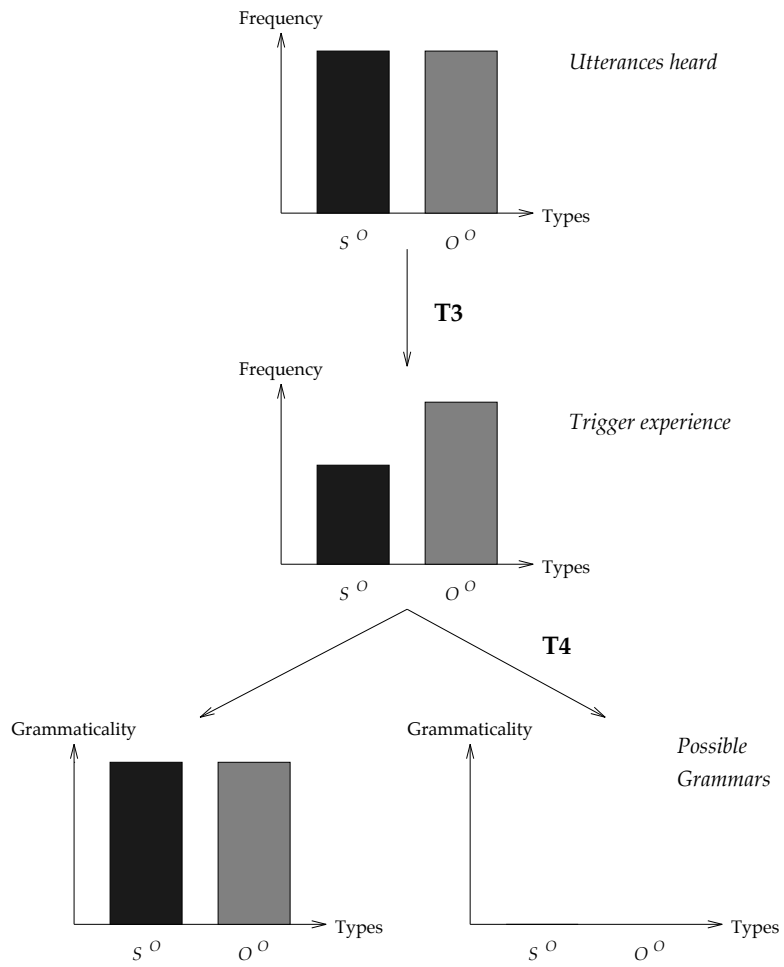 Frequency
Utterances heard
Types
S O
O O
T3
Frequency
Trigger experience
Types
S O
O O
T4
Grammaticality
Grammaticality
Possible
Grammars
Types
Types
S O
O O
S O
O O